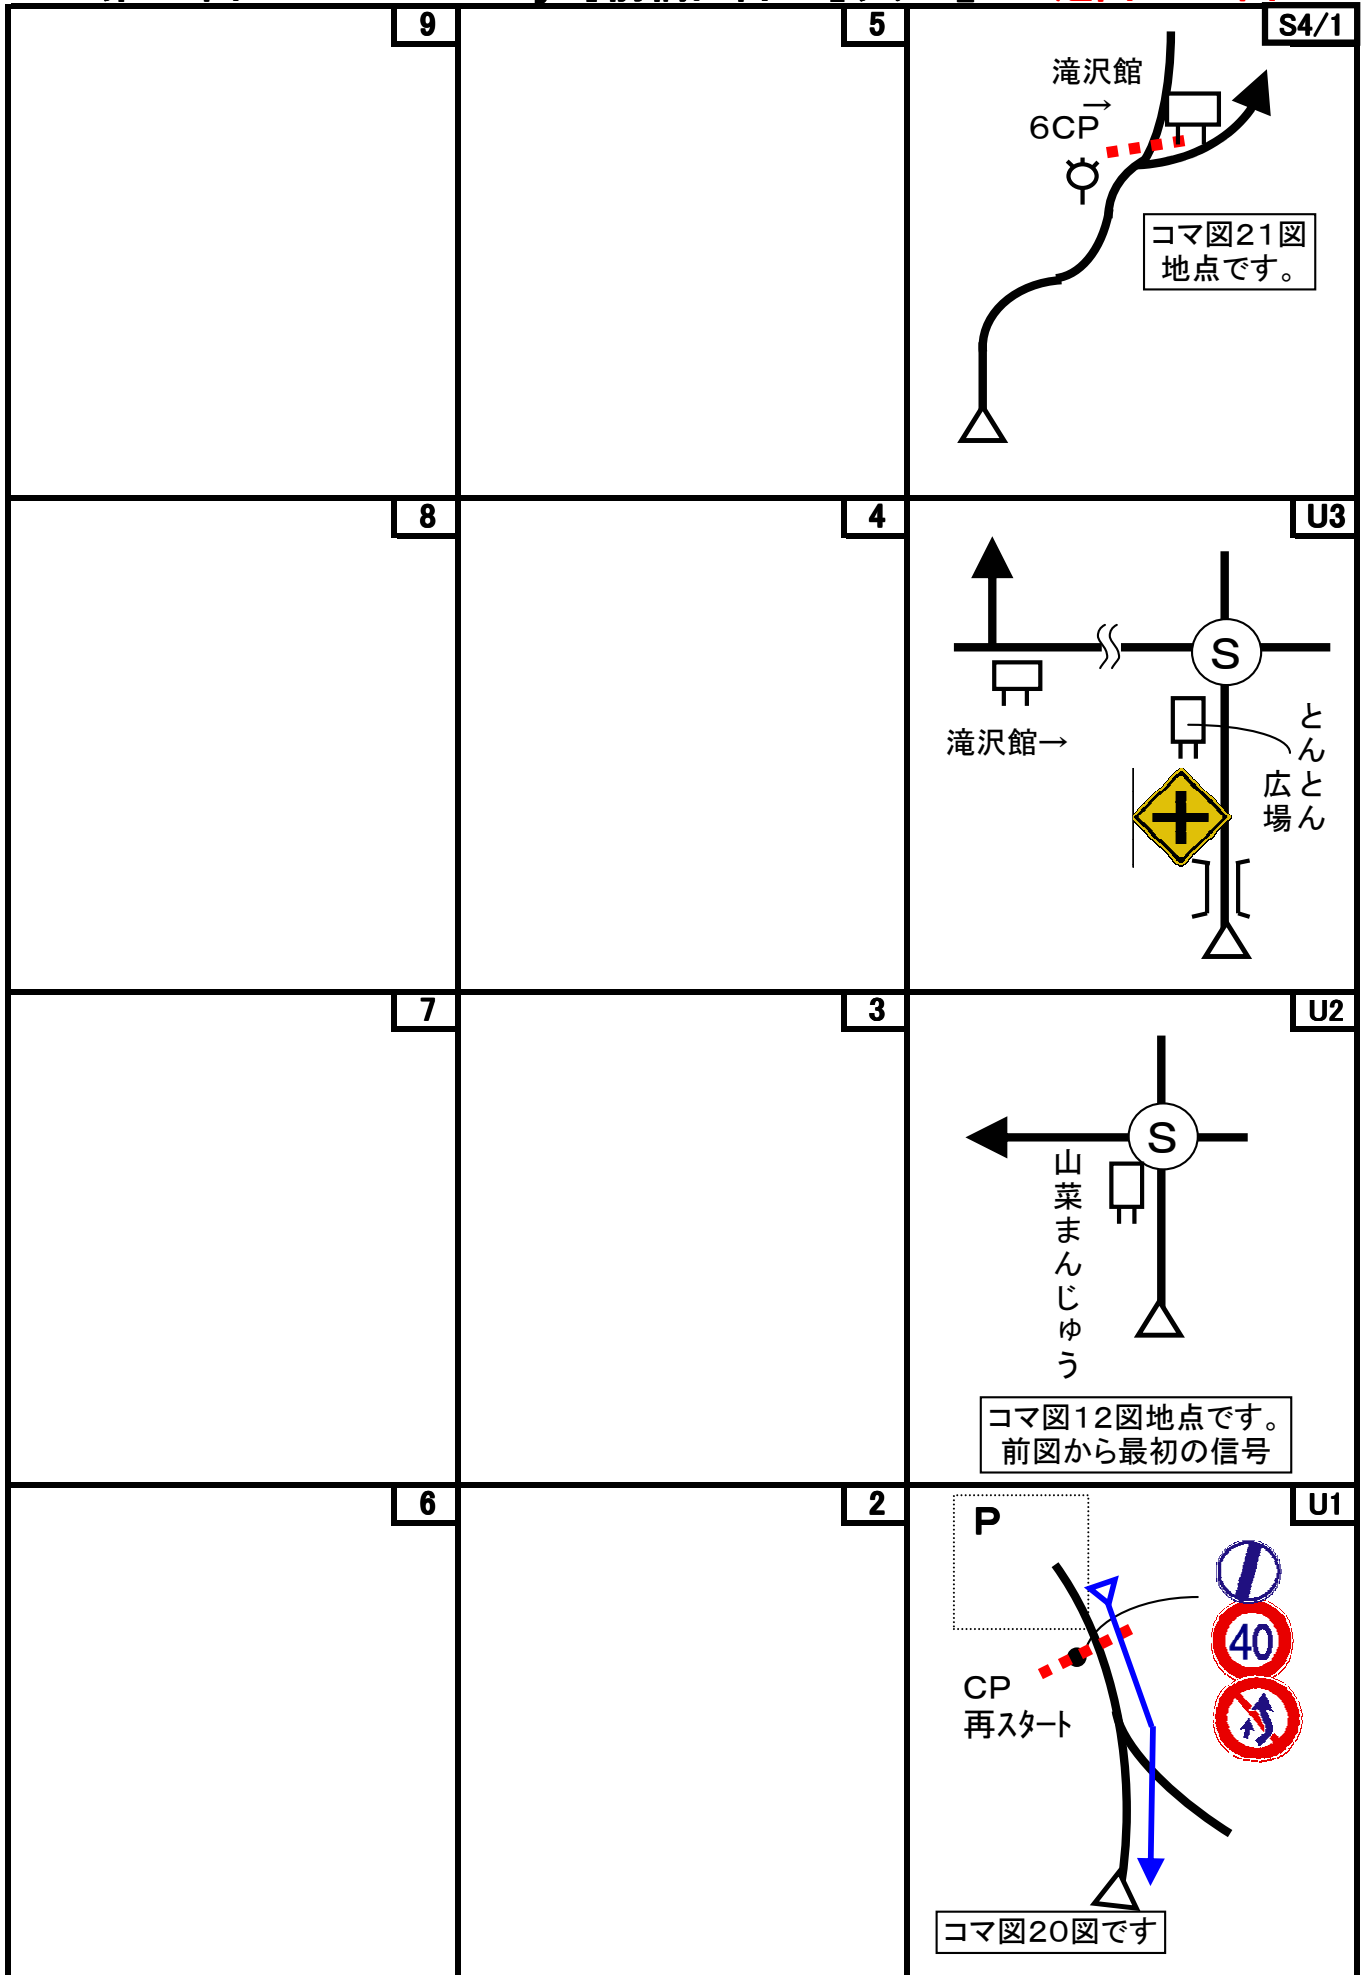 9
5
S4/1
滝沢館
→
6CP
コマ図21図
地点です。
8
4
U3
S
滝沢館→
とんとん
広場
7
3
U2
S
山菜まんじゅう
コマ図12図地点です。
前図から最初の信号
6
2
U1
P
40
CP
再スタート
コマ図20図です